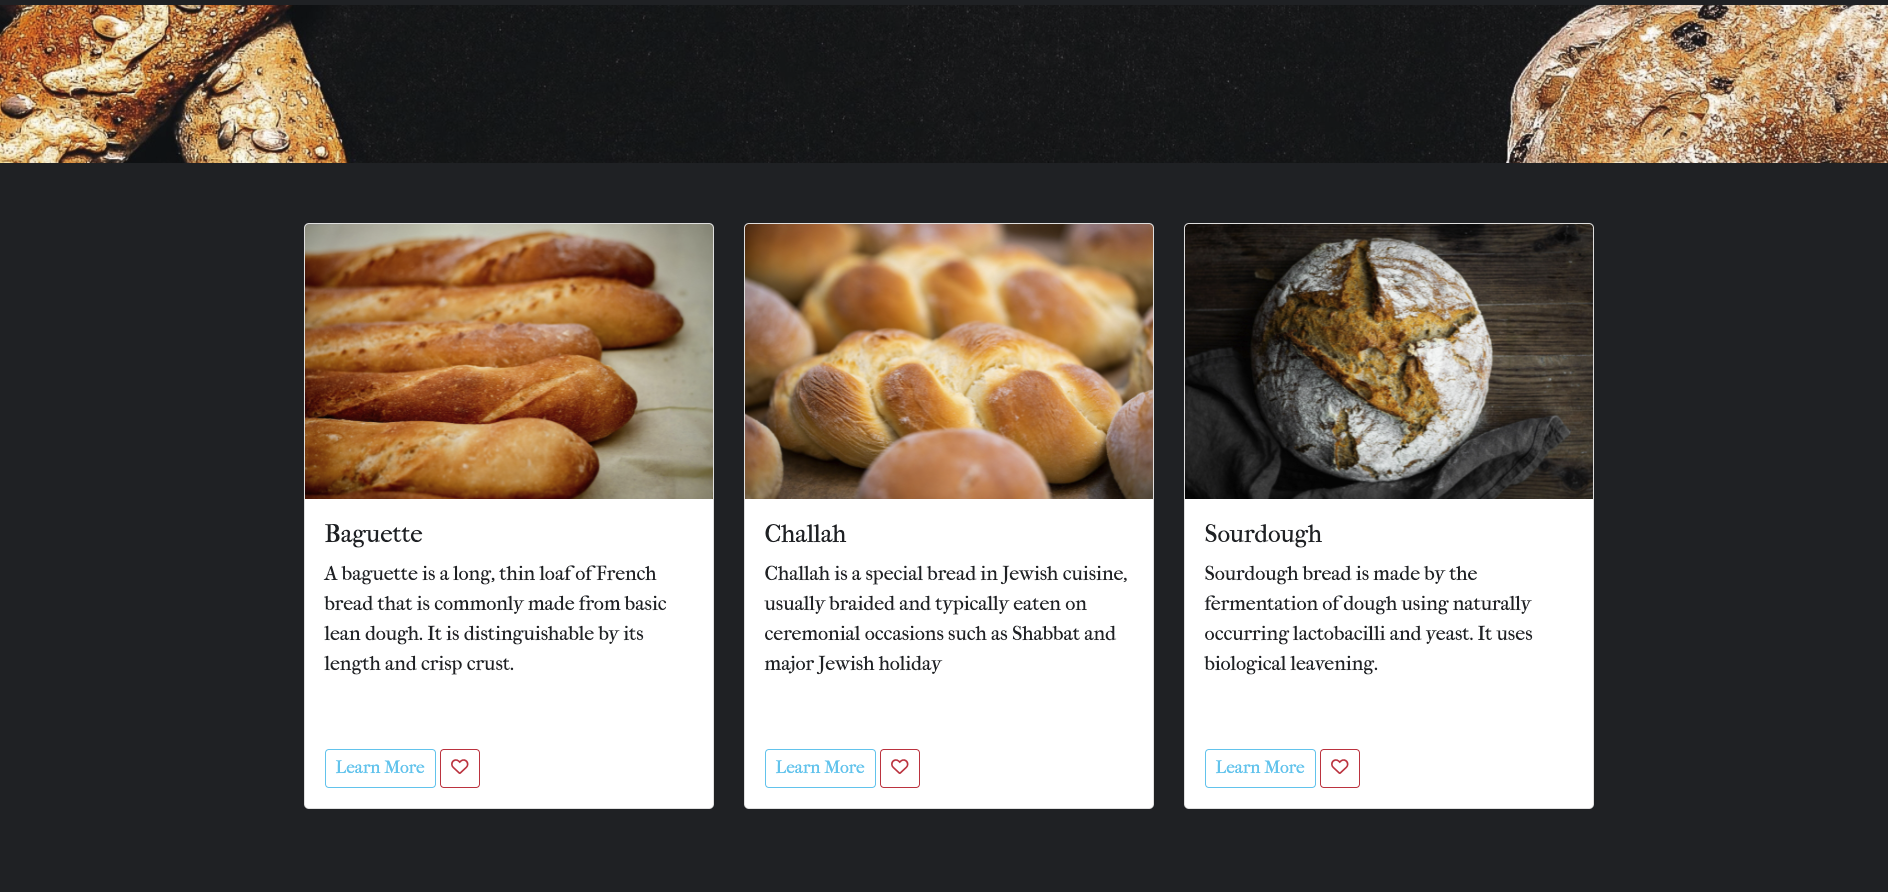 Baguette
A baguette is a long, thin loaf of French
bread that is commonly made from basic
lean dough. It is distinguishable by its
length and crisp crust.
Learn More
Challah
Challah is a special bread in Jewish cuisine,
usually braided and typically eaten on
ceremonial occasions such as Shabbat and
major Jewish holiday
Learn More
Sourdough
Sourdough bread is made by the
fermentation of dough using naturally
occurring lactobacilli and yeast. It uses
biological leavening.
Learn More